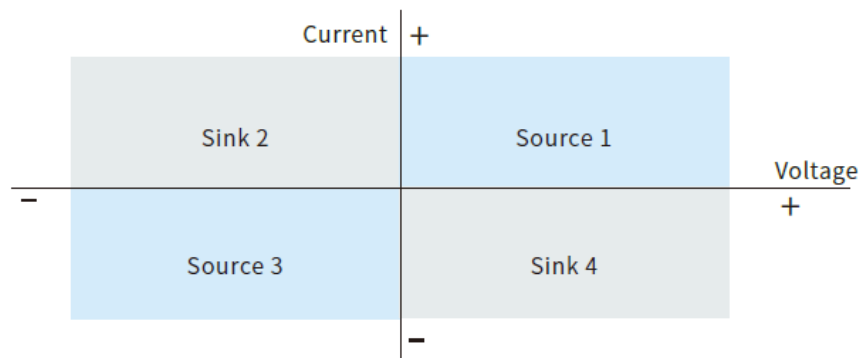 Current +
Sink 2
Source 1
Voltage
- +
Source 3
Sink 4
-